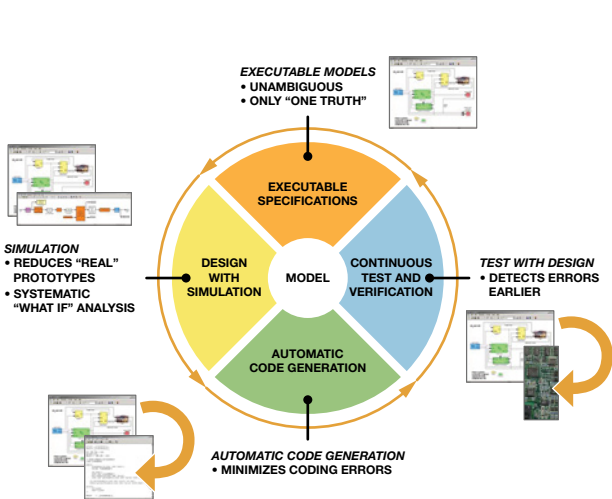 EXECUTABLE MODELS
• UNAMBIGUOUS
• ONLY “ONE TRUTH”
EXECUTABLE
SPECIFICATIONS
SIMULATION
• REDUCES “REAL”
PROTOTYPES
• SYSTEMATIC
“WHAT IF” ANALYSIS
DESIGN
WITH
SIMULATION
MODEL
CONTINUOUS
TEST AND
VERIFICATION
TEST WITH DESIGN
• DETECTS ERRORS
EARLIER
AUTOMATIC
CODE GENERATION
AUTOMATIC CODE GENERATION
• MINIMIZES CODING ERRORS